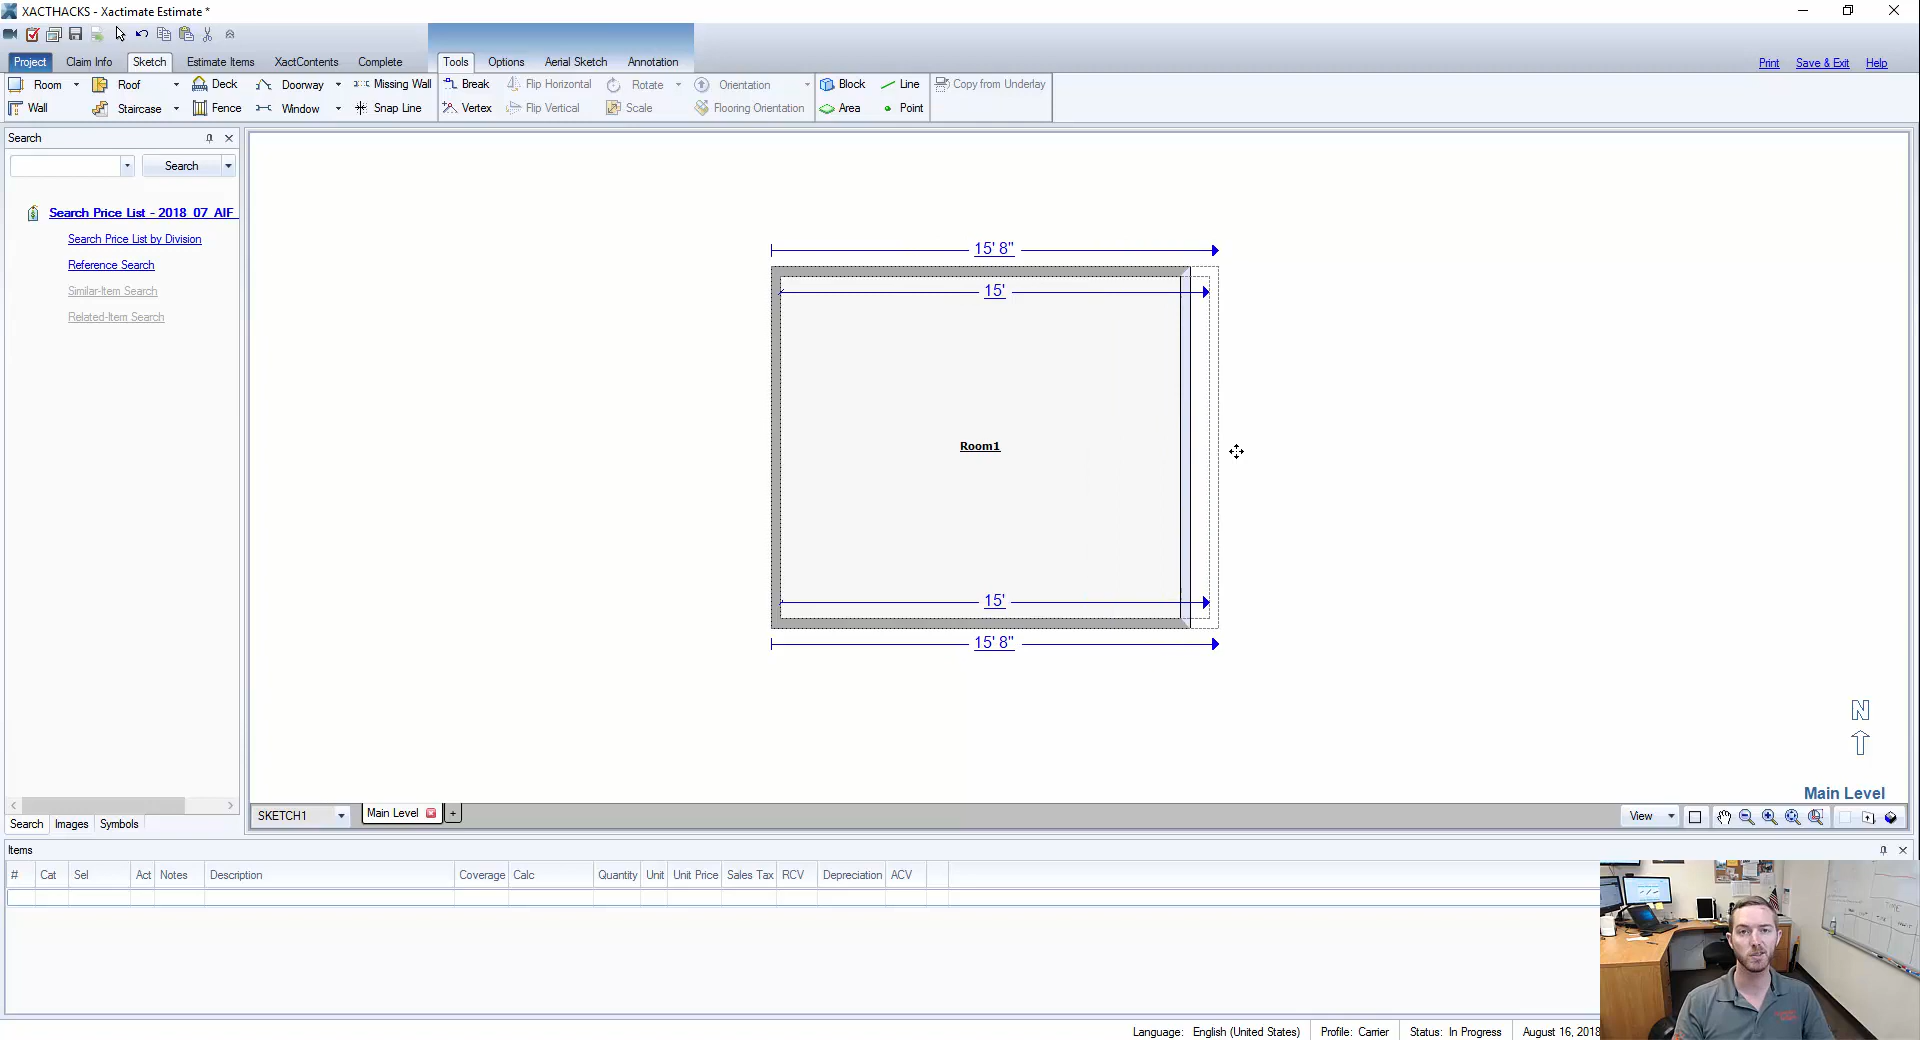 XACTHACKS - Xactimate Estimate *
Project Claim Info Sketch Estimate Items XactContents Complete Tools Options Aerial Sketch Annotation Print Save & Exit Help
Room Roof Deck Doorway Missing Wall Break Flip Horizontal Rotate Orientation Block Line Copy from Underlay
Wall Staircase Fence Window Snap Line Vertex Flip Vertical Scale Flooring Orientation Area Point
Search
Search
Search Price List - 2018 07 AIF
Search Price List by Division
Reference Search
Similar-Item Search
Related-Item Search
15' 8"
15'
Room1
15'
15' 8"
N
Main Level
Search Images Symbols
SKETCH1 Main Level + View
Items
# Cat Sel Act Notes Description Coverage Calc Quantity Unit Unit Price Sales Tax RCV Depreciation ACV
Language: English (United States) Profile: Carrier Status: In Progress August 16, 2018